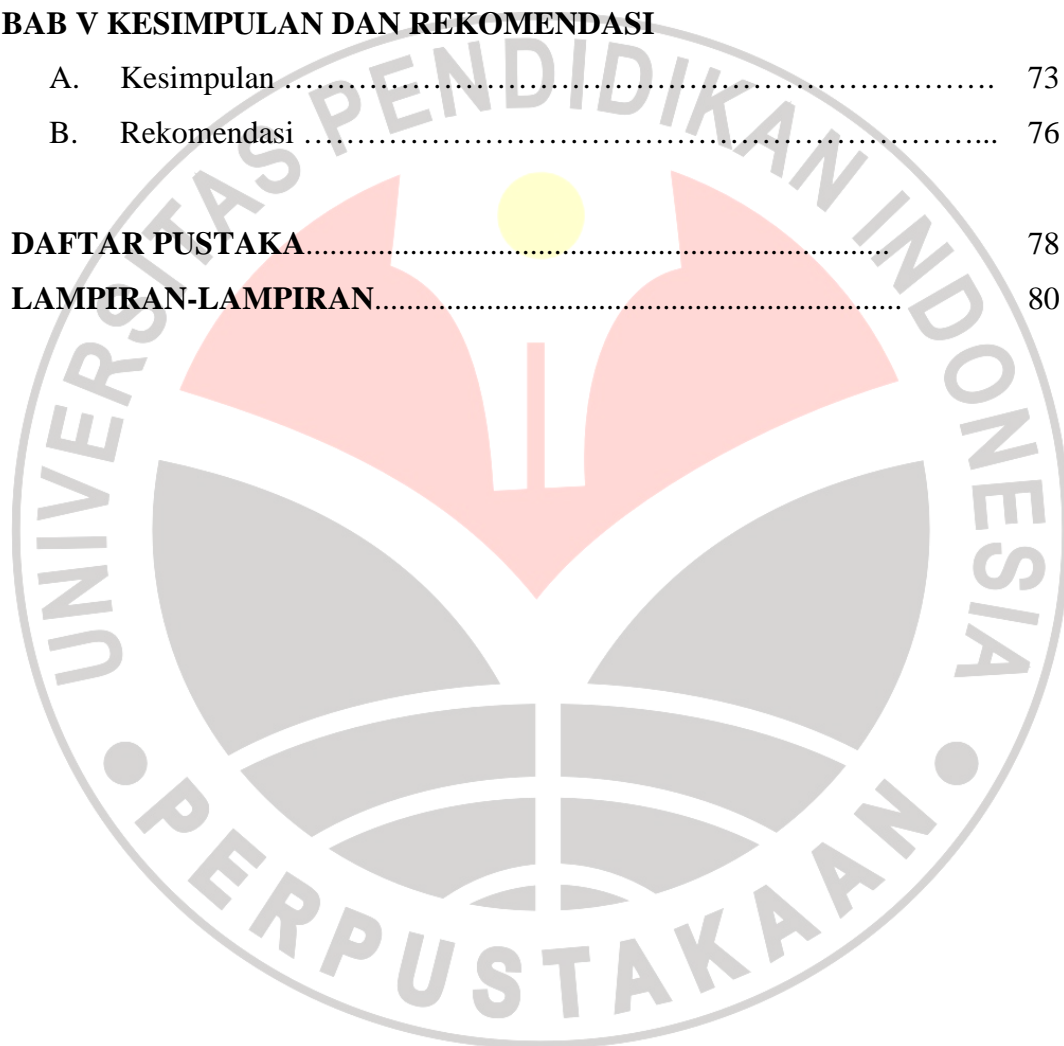 BAB V KESIMPULAN DAN REKOMENDASI
A. Kesimpulan ………………………………………………………………. 73
B. Rekomendasi …………………………………………………………... 76
DAFTAR PUSTAKA................................................................................ 78
LAMPIRAN-LAMPIRAN......................................................................... 80
UNIVERSITAS PENDIDIKAN INDONESIA
PERPUSTAKAAN